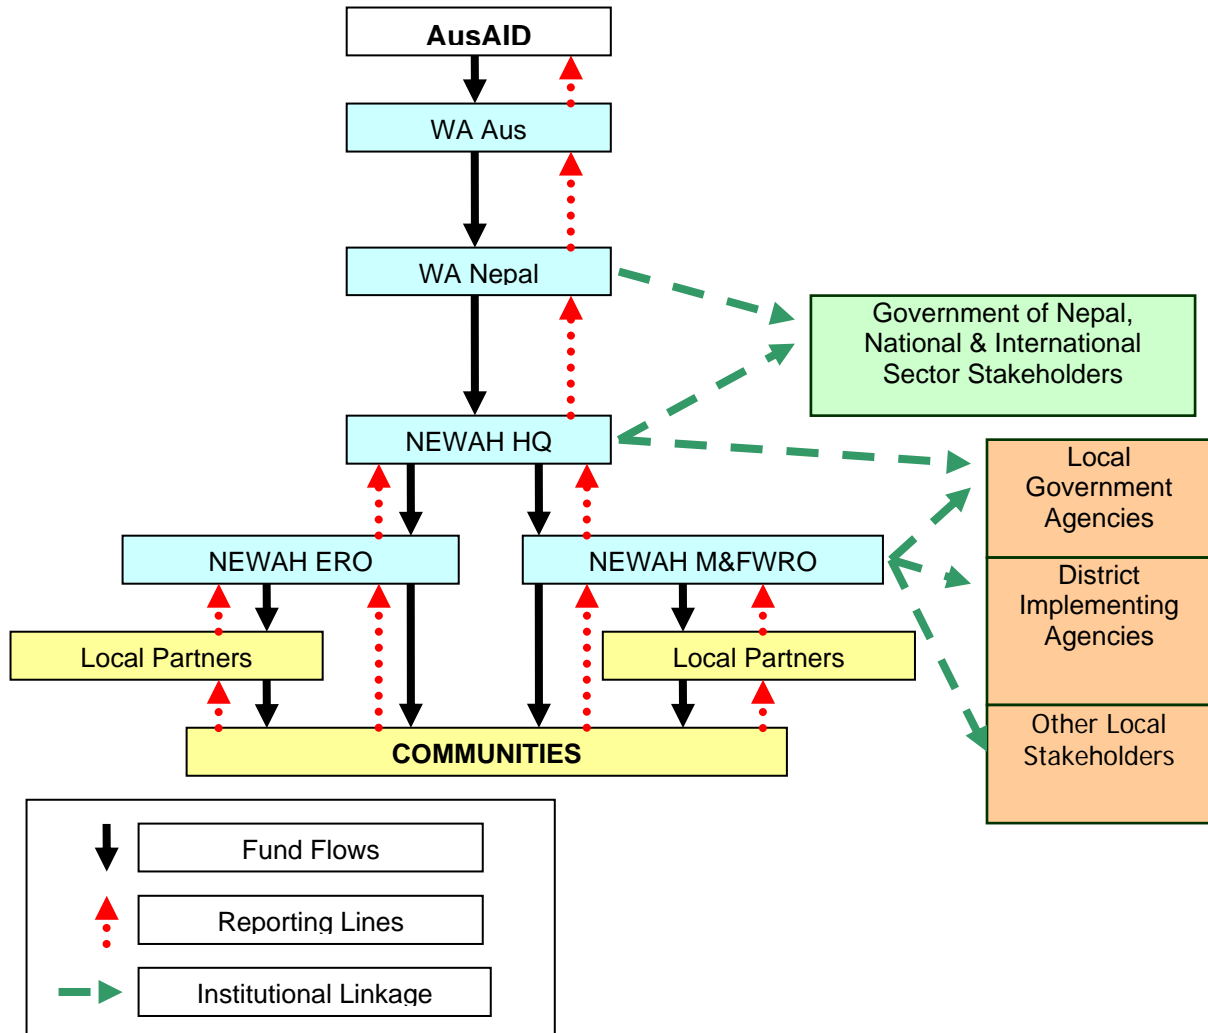 AusAID
WA Aus
WA Nepal
Government of Nepal,
National & International
Sector Stakeholders
NEWAH HQ
Local
Government
Agencies
NEWAH ERO
NEWAH M&FWRO
District
Implementing
Agencies
Local Partners
Local Partners
Other Local
Stakeholders
COMMUNITIES
Fund Flows
Reporting Lines
Institutional Linkage